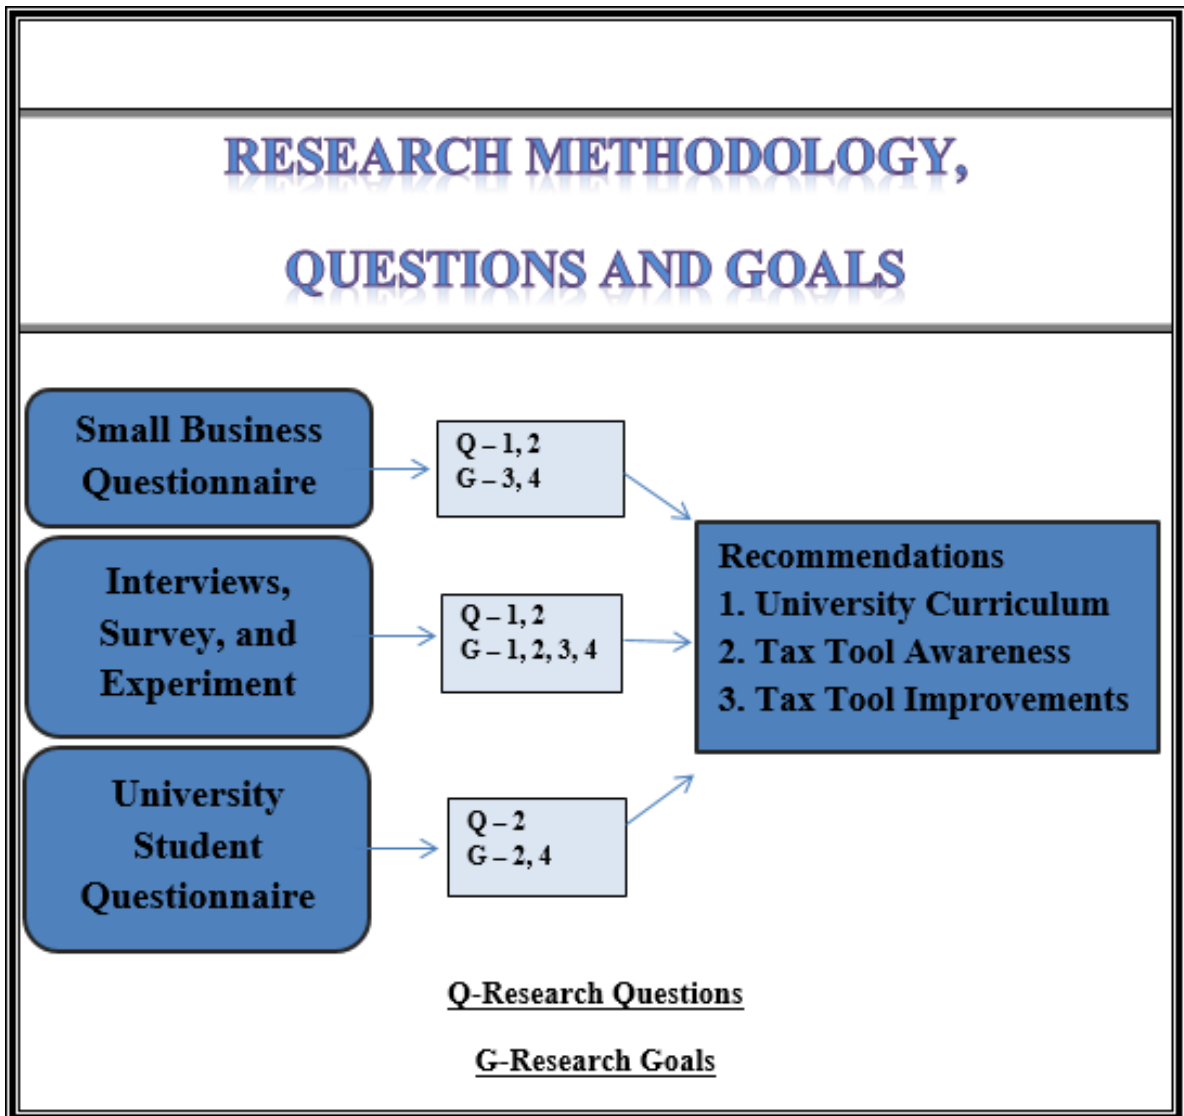 RESEARCH METHODOLOGY,
QUESTIONS AND GOALS
Small Business
Questionnaire
Q – 1, 2
G – 3, 4
Interviews,
Survey, and
Experiment
Q – 1, 2
G – 1, 2, 3, 4
University
Student
Questionnaire
Q – 2
G – 2, 4
Recommendations
1. University Curriculum
2. Tax Tool Awareness
3. Tax Tool Improvements
Q-Research Questions
G-Research Goals